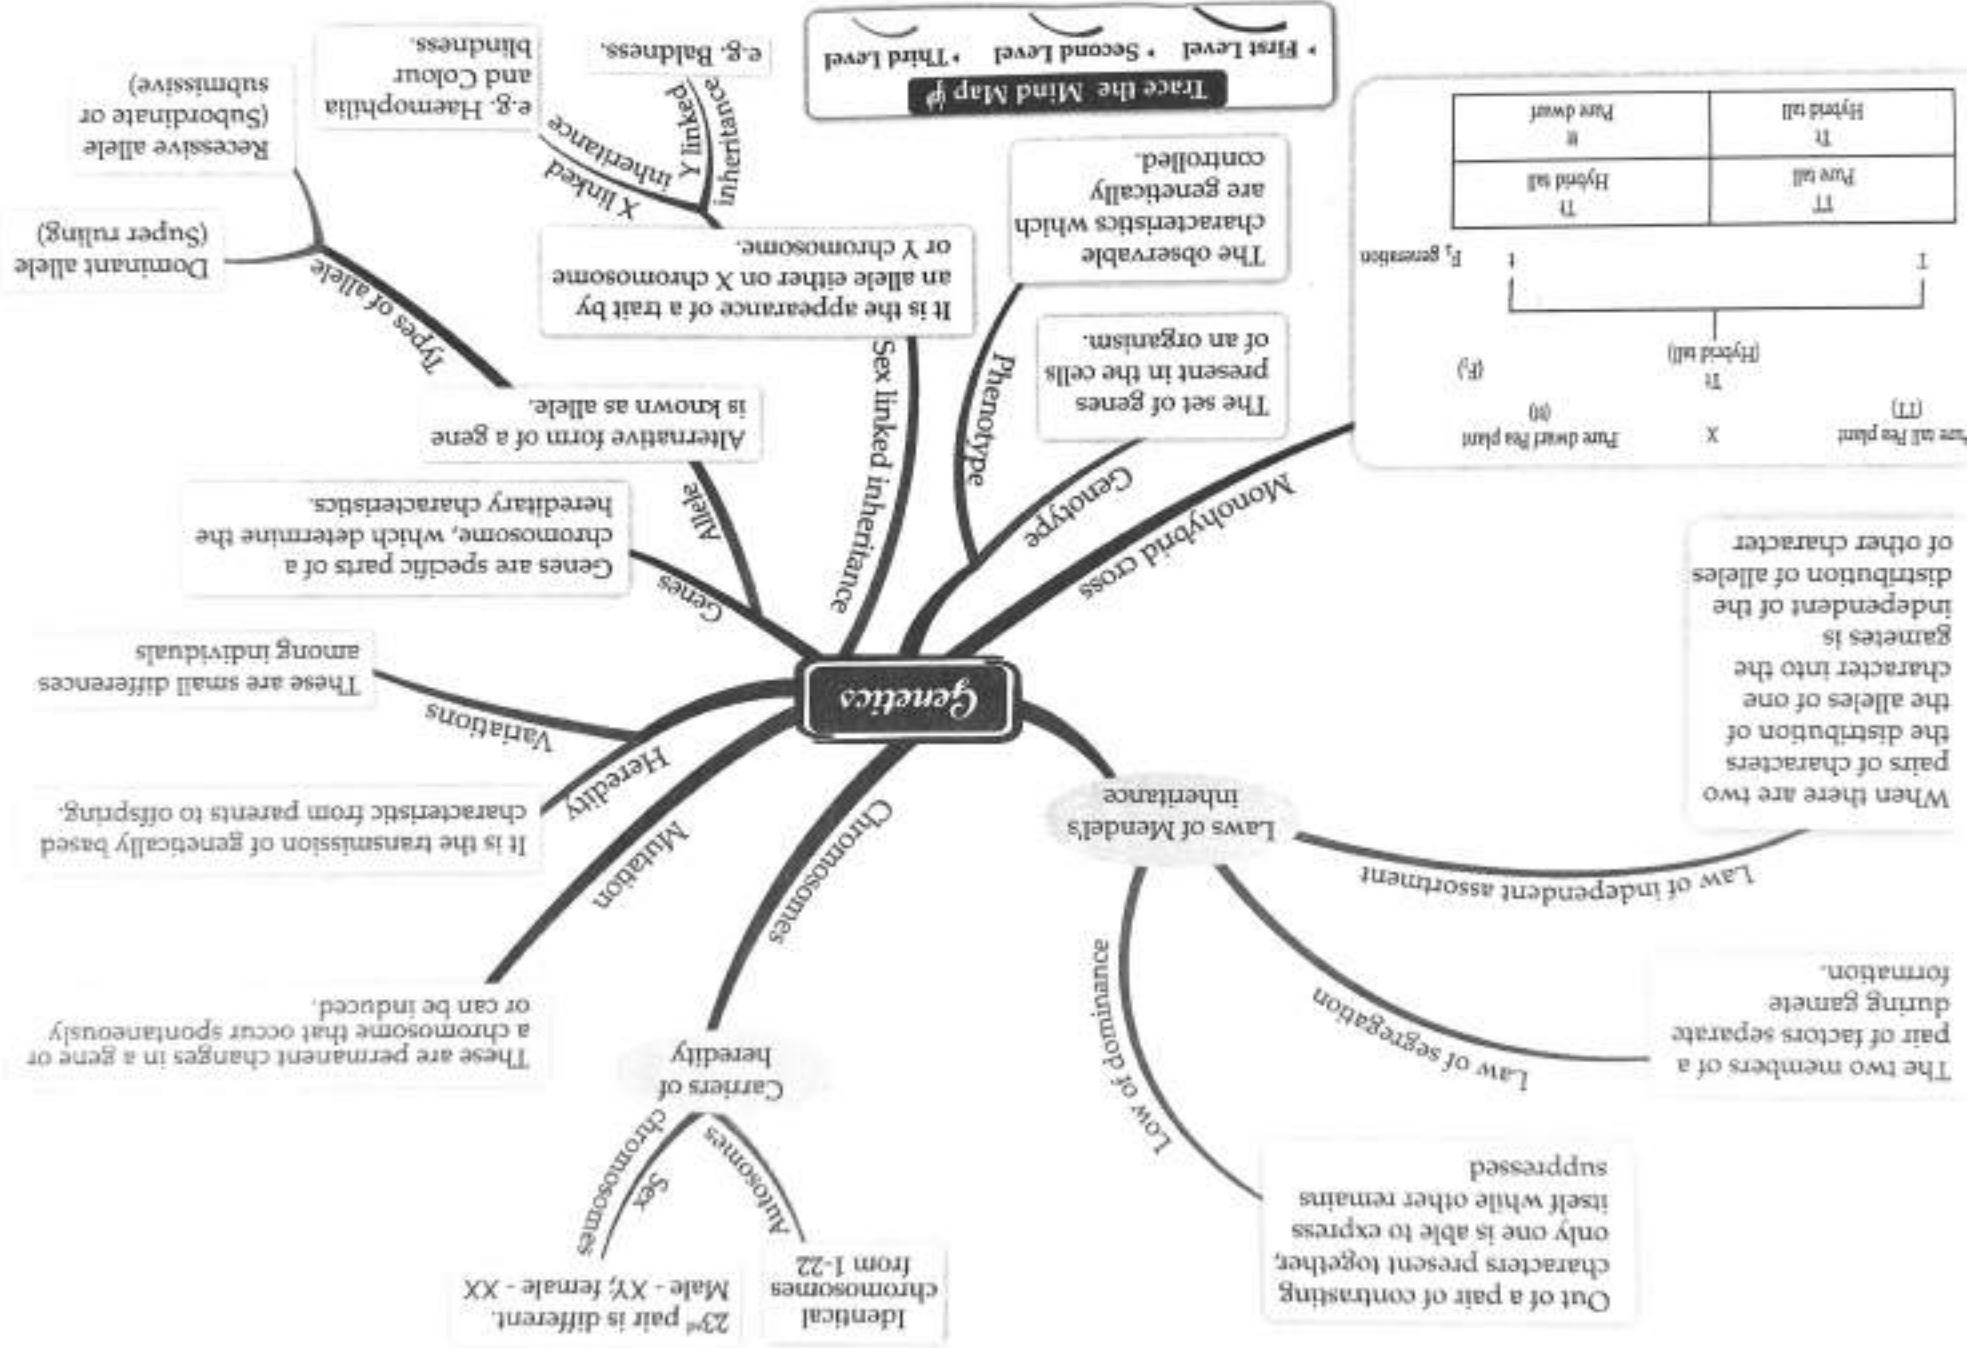 Out of a pair of contrasting
characters present together,
only one is able to express
itself while other remains
suppressed
Identical
chromosomes
from 1-22
23rd pair is different.
Male - XY; female - XX
Low of dominance
Autosomes
Sex
chromosomes
The two members of a
pair of factors separate
during gamete
formation.
Law of segregation
Carriers of
heredity
These are permanent changes in a gene or
a chromosome that occur spontaneously
or can be induced.
Law of independent assortment
When there are two
pairs of characters
the distribution of
the alleles of one
character into the
gametes is
independent of the
distribution of alleles
of other character
Laws of Mendel's
inheritance
Chromosomes
Mutation
Heredity
It is the transmission of genetically based
characteristic from parents to offspring.
Variations
These are small differences
among individuals
Genetics
Genes
Genes are specific parts of a
chromosome, which determine the
hereditary characteristics.
Allele
Alternative form of a gene
is known as allele.
Types of allele
Dominant allele
(Super ruling)
Recessive allele
(Subordinate or
submissive)
Monohybrid cross
ure tall Pea plant X Pure dwarf Pea plant
(TT) (tt)
Tt
(Hybrid tall) (F1)
T t F2 generation
TT Tt
Pure tall Hybrid tall
Tt tt
Hybrid tall Pure dwarf
Genotype
The set of genes
present in the cells
of an organism.
Phenotype
The observable
characteristics which
are genetically
controlled.
Sex linked inheritance
It is the appearance of a trait by
an allele either on X chromosome
or Y chromosome.
X linked
inheritance
e.g. Haemophilia
and Colour
blindness.
Y linked
inheritance
e.g. Baldness.
Trace the Mind Map
• First Level • Second Level • Third Level